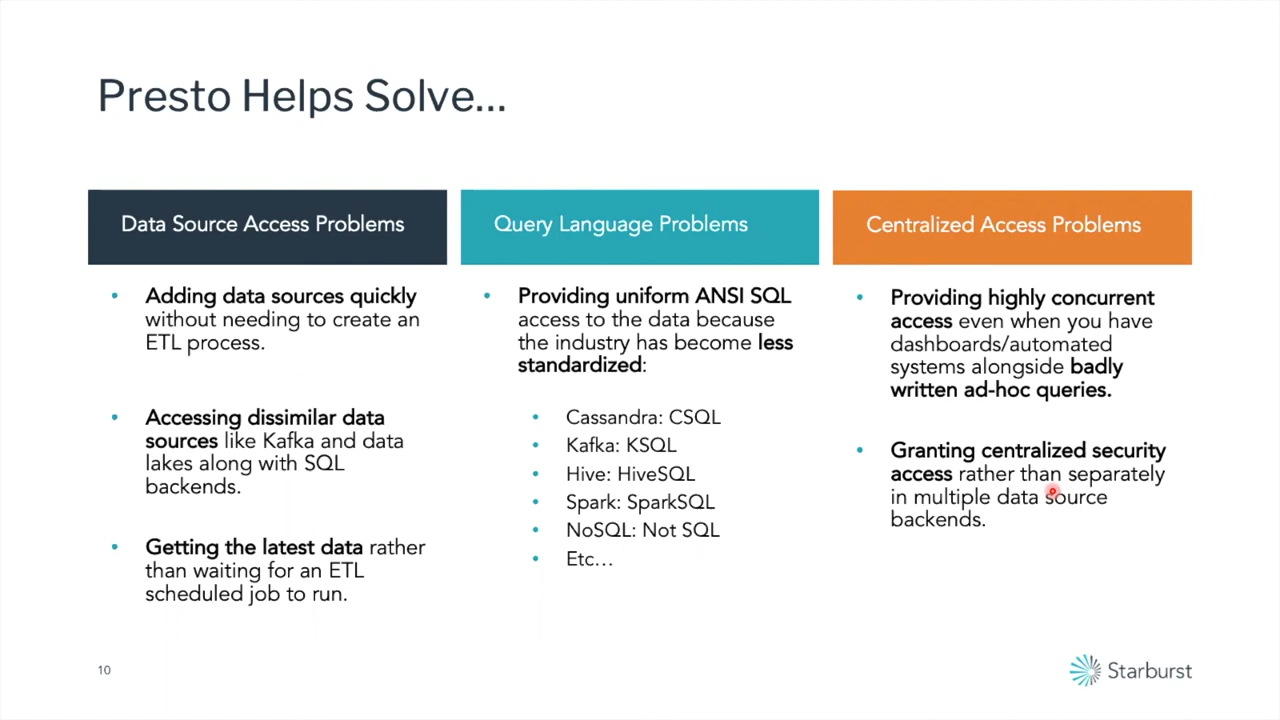 Presto Helps Solve...
Data Source Access Problems
• Adding data sources quickly
without needing to create an
ETL process.
• Accessing dissimilar data
sources like Kafka and data
lakes along with SQL
backends.
• Getting the latest data rather
than waiting for an ETL
scheduled job to run.
Query Language Problems
• Providing uniform ANSI SQL
access to the data because
the industry has become less
standardized:
• Cassandra: CSQL
• Kafka: KSQL
• Hive: HiveSQL
• Spark: SparkSQL
• NoSQL: Not SQL
• Etc...
Centralized Access Problems
• Providing highly concurrent
access even when you have
dashboards/automated
systems alongside badly
written ad-hoc queries.
• Granting centralized security
access rather than separately
in multiple data source
backends.
10
Starburst